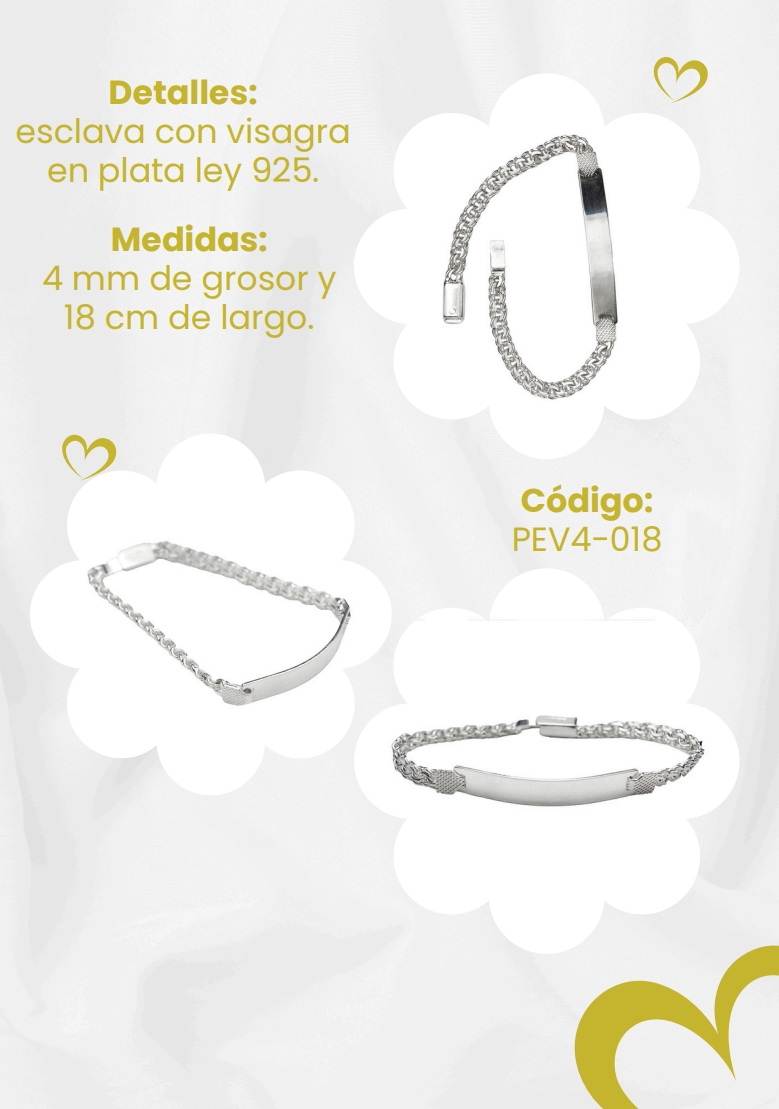 Detalles:
esclava con visagra
en plata ley 925.
Medidas:
4 mm de grosor y
18 cm de largo.
Código:
PEV4-018